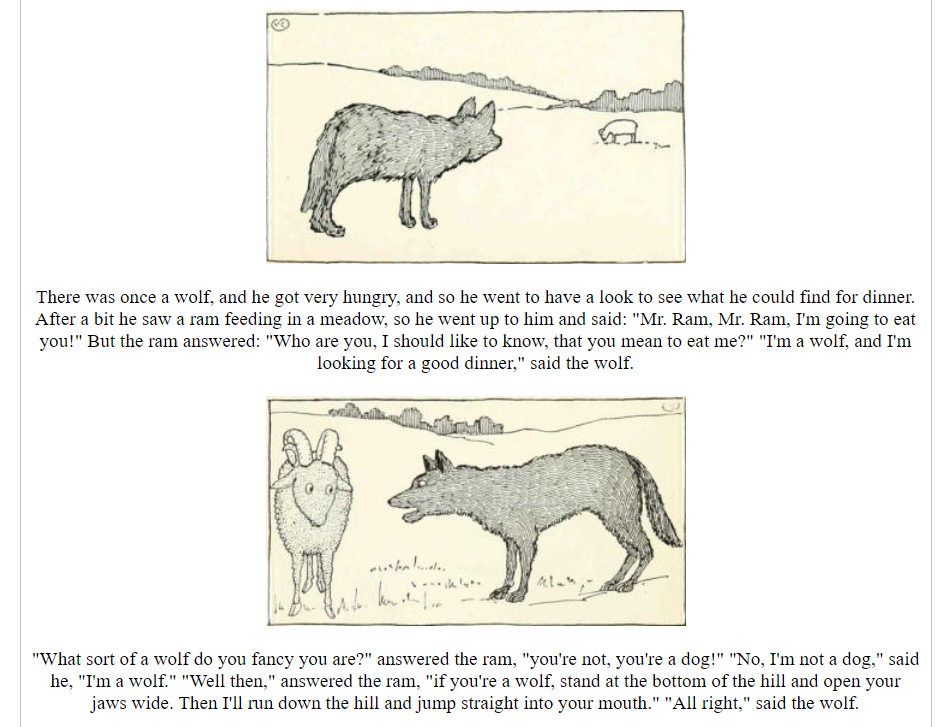 There was once a wolf, and he got very hungry, and so he went to have a look to see what he could find for dinner.
After a bit he saw a ram feeding in a meadow, so he went up to him and said: "Mr. Ram, Mr. Ram, I'm going to eat
you!" But the ram answered: "Who are you, I should like to know, that you mean to eat me?" "I'm a wolf, and I'm
looking for a good dinner," said the wolf.
"What sort of a wolf do you fancy you are?" answered the ram, "you're not, you're a dog!" "No, I'm not a dog," said
he, "I'm a wolf." "Well then," answered the ram, "if you're a wolf, stand at the bottom of the hill and open your
jaws wide. Then I'll run down the hill and jump straight into your mouth." "All right," said the wolf.